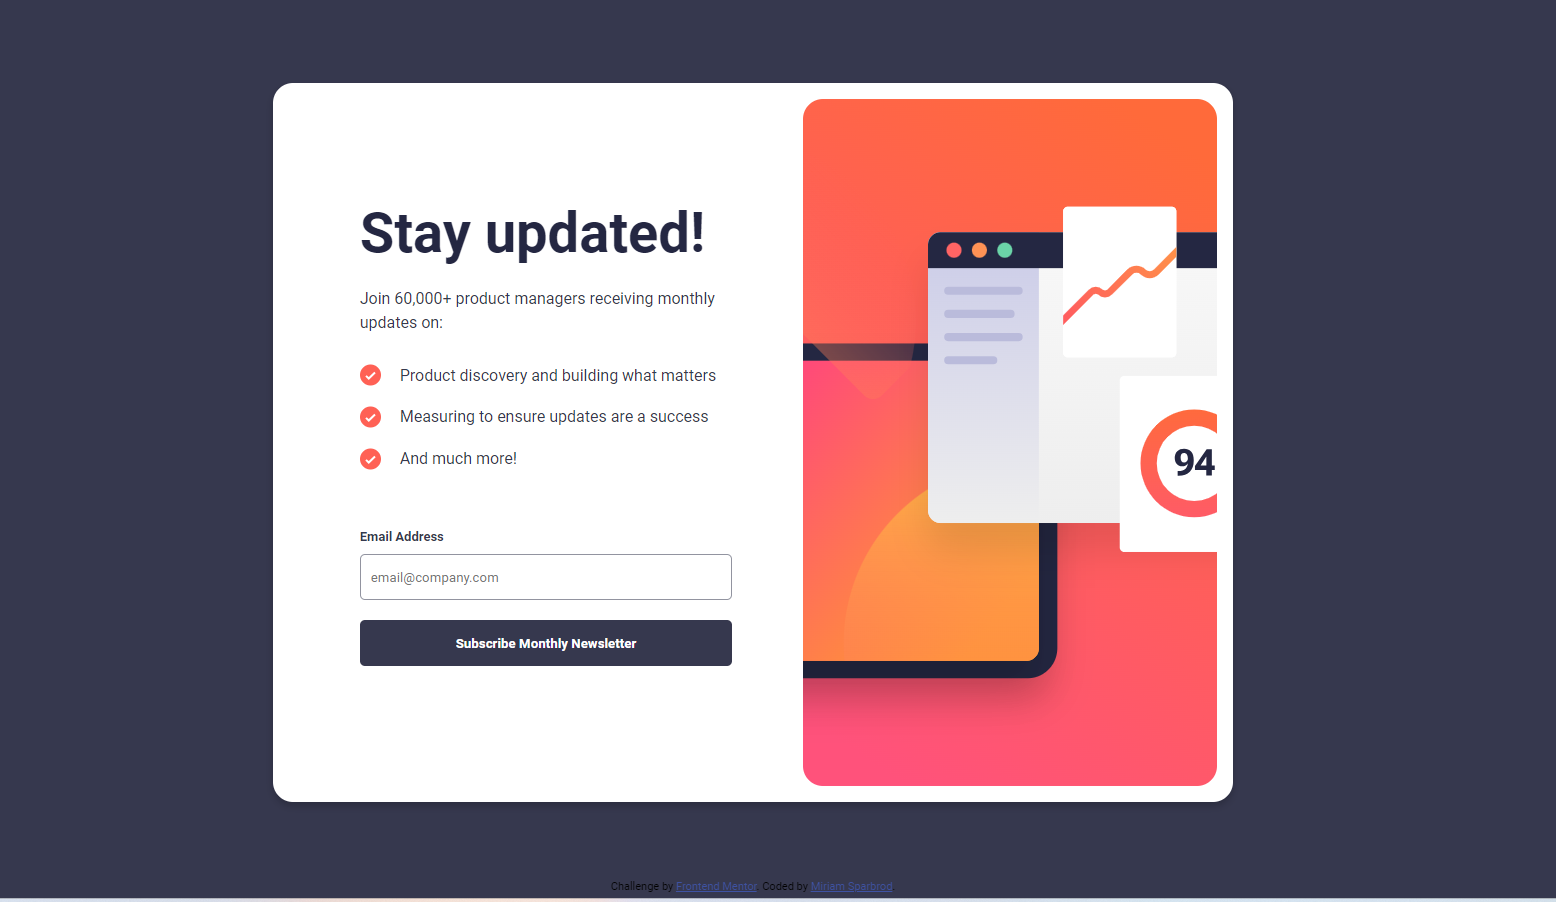 Stay updated!
Join 60,000+ product managers receiving monthly
updates on:
Product discovery and building what matters
Measuring to ensure updates are a success
And much more!
Email Address
email@company.com
Subscribe Monthly Newsletter
94
Challenge by Frontend Mentor. Coded by Miriam Sparbrod.